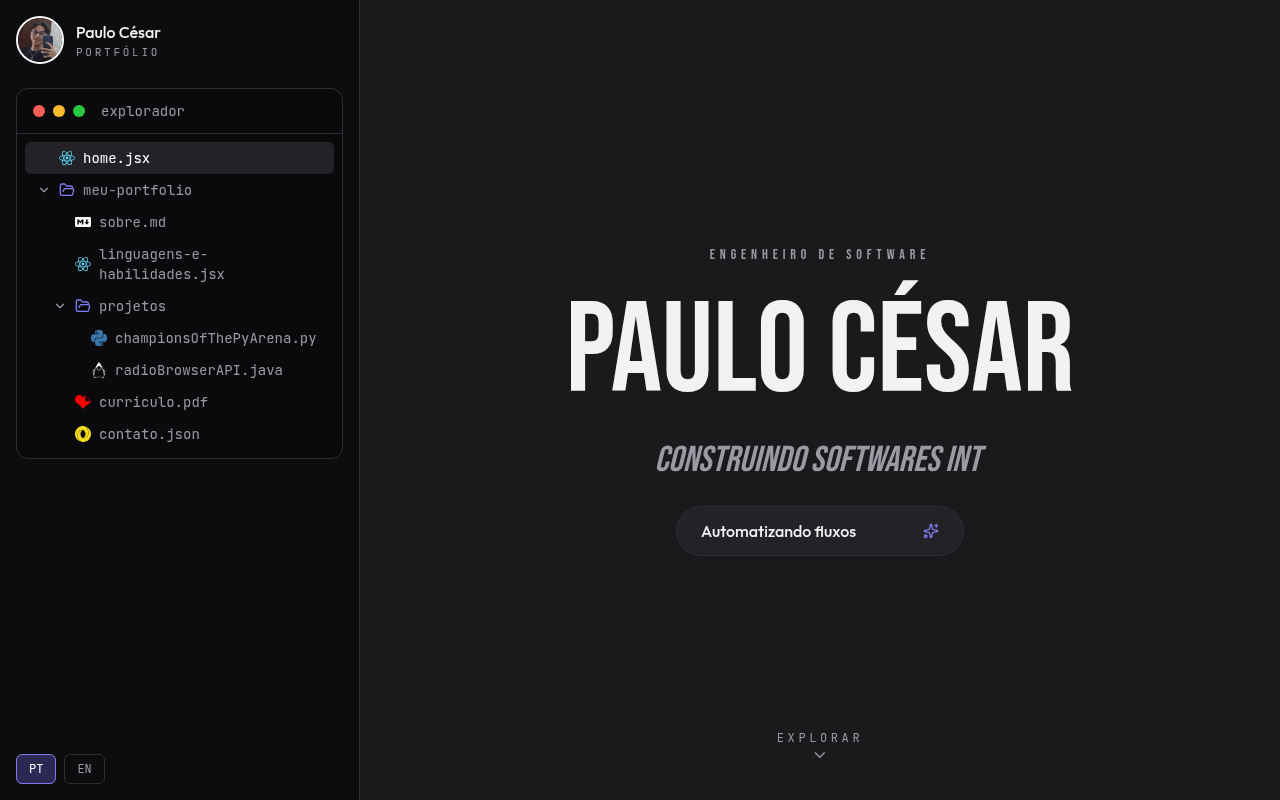 Paulo César
PORTFÓLIO
explorador
home.jsx
meu-portfolio
sobre.md
linguagens-e-
habilidades.jsx
projetos
championsOfThePyArena.py
radioBrowserAPI.java
curriculo.pdf
contato.json
PT
EN
ENGENHEIRO DE SOFTWARE
PAULO CÉSAR
CONSTRUINDO SOFTWARES INT
Automatizando fluxos
EXPLORAR